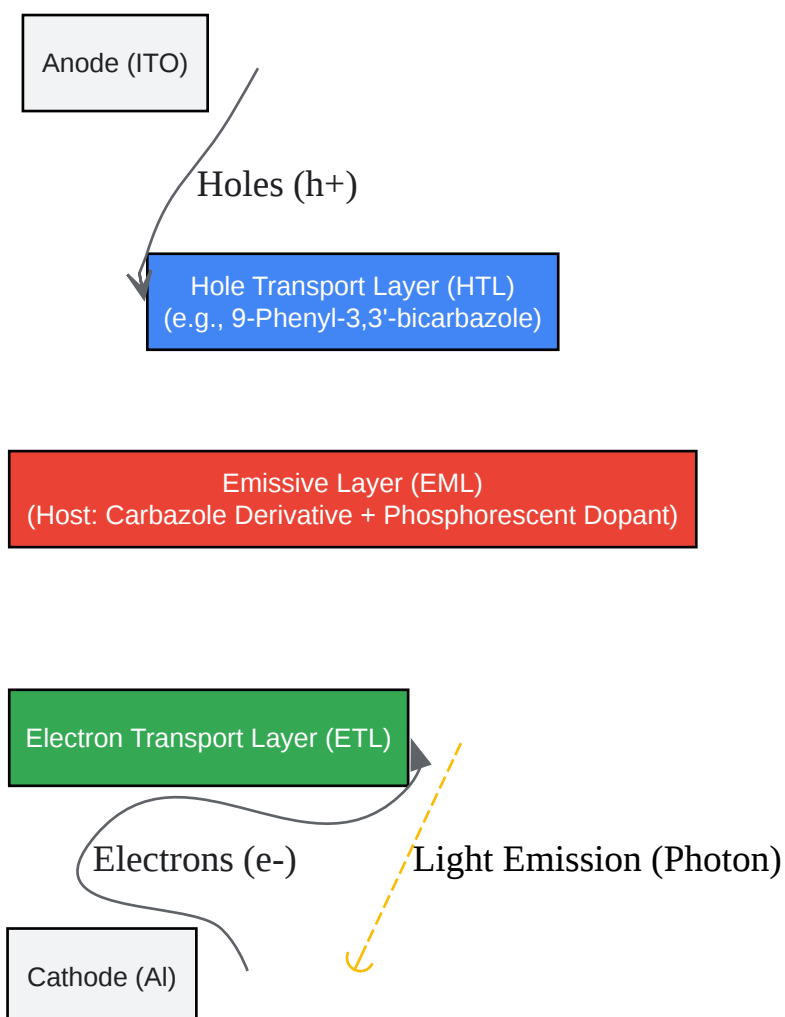 Anode (ITO)
Holes (h+)
Hole Transport Layer (HTL)
(e.g., 9-Phenyl-3,3'-bicarbazole)
Emissive Layer (EML)
(Host: Carbazole Derivative + Phosphorescent Dopant)
Electron Transport Layer (ETL)
Electrons (e-)
Light Emission (Photon)
Cathode (Al)